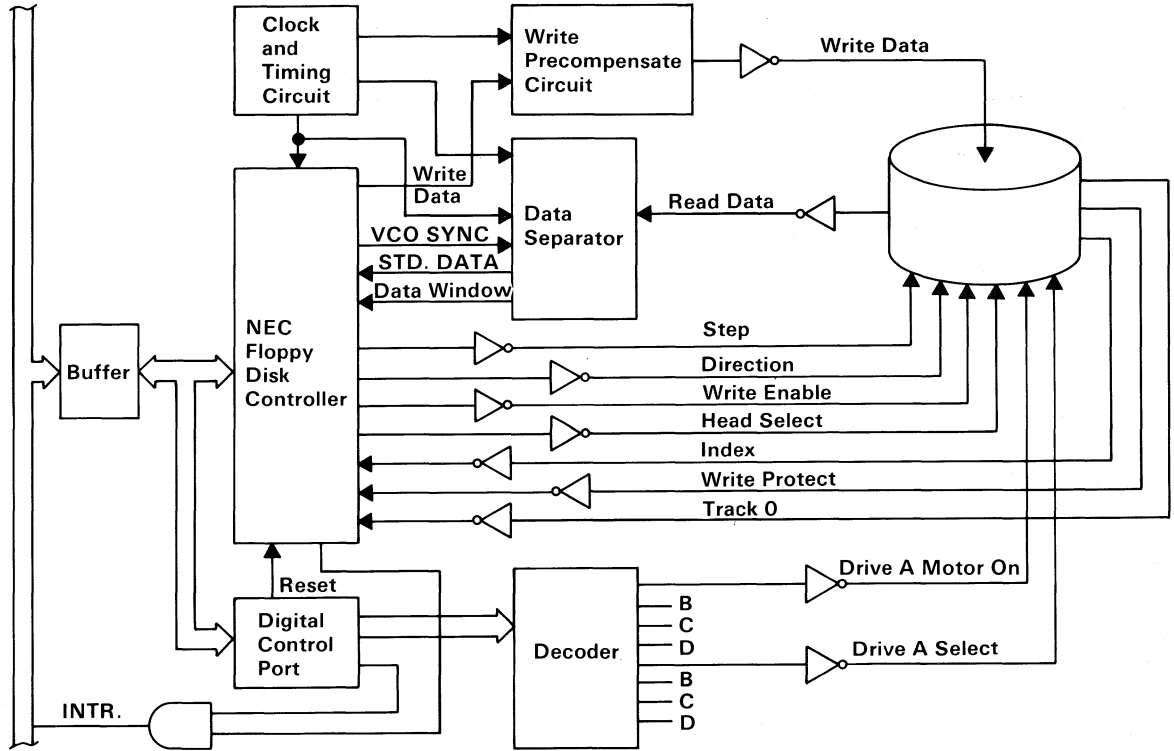 Clock
and
Timing
Circuit
Write
Precompensate
Circuit
Write Data
Write
Data
Data
Separator
Read Data
VCO SYNC
STD. DATA
Data Window
NEC
Floppy
Disk
Controller
Buffer
Step
Direction
Write Enable
Head Select
Index
Write Protect
Track 0
Reset
Digital
Control
Port
Decoder
Drive A Motor On
B
C
D
Drive A Select
B
C
D
INTR.